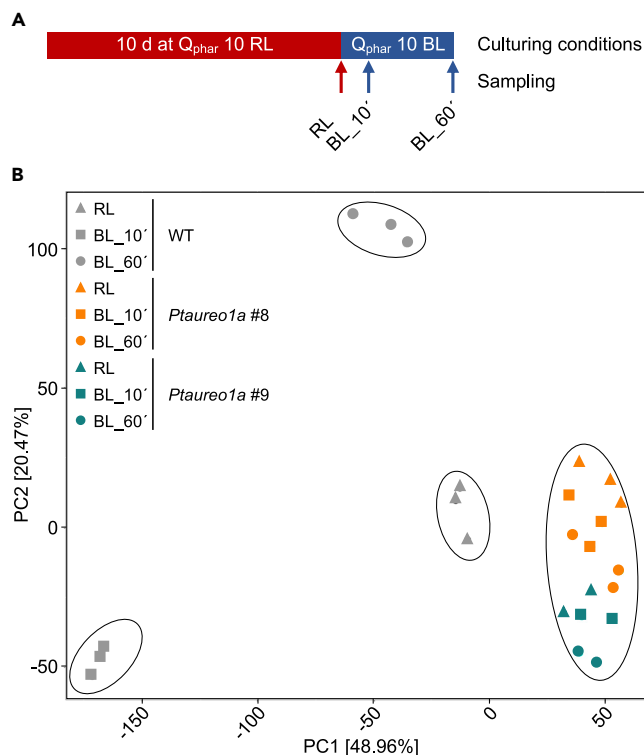 A
10 d at Qphar 10 RL
Qphar 10 BL
Culturing conditions
Sampling
RL
BL_10´
BL_60´
B
RL
BL_10´
BL_60´
WT
RL
BL_10´
BL_60´
Ptaureo1a #8
RL
BL_10´
BL_60´
Ptaureo1a #9
PC2 [20.47%]
100
50
0
-50
-150
-100
-50
0
50
PC1 [48.96%]